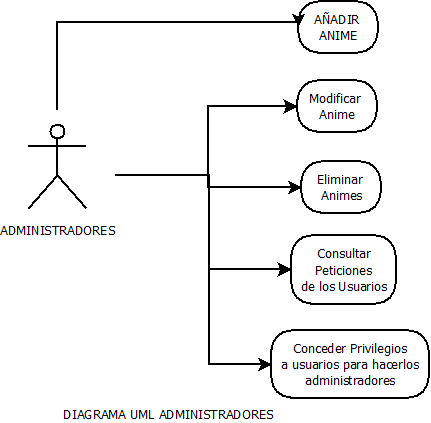 AÑADIR
ANIME
Modificar
Anime
Eliminar
Animes
ADMINISTRADORES
Consultar
Peticiones
de los Usuarios
Conceder Privilegios
a usuarios para hacerlos
administradores
DIAGRAMA UML ADMINISTRADORES